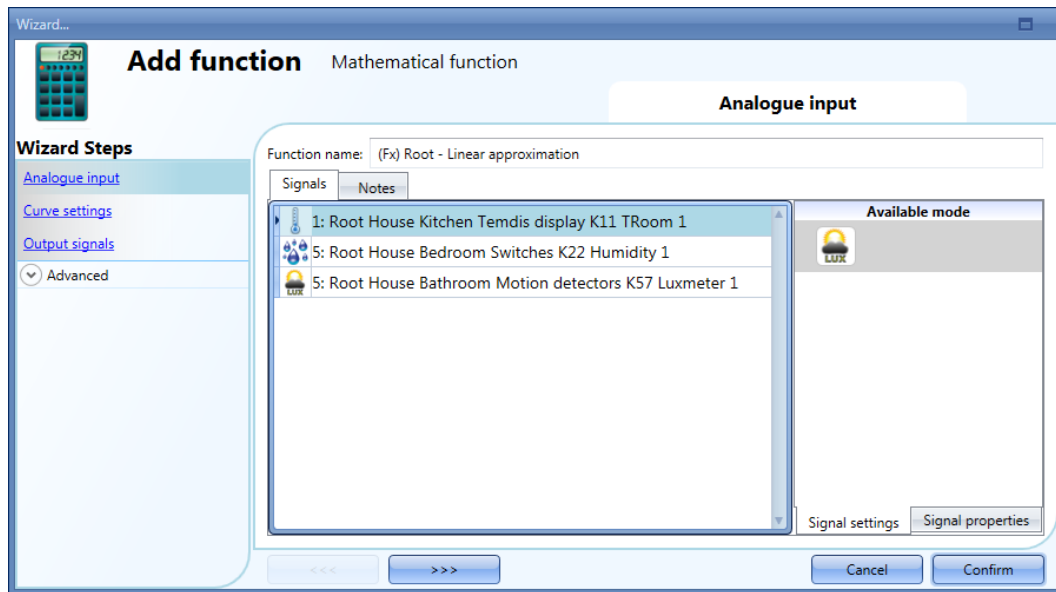 Wizard...
1234
Add function
Mathematical function
Analogue input
Wizard Steps
Analogue input
Curve settings
Output signals
Advanced
Function name: (Fx) Root - Linear approximation
Signals
Notes
1: Root House Kitchen Temdis display K11 TRoom 1
5: Root House Bedroom Switches K22 Humidity 1
LUX
5: Root House Bathroom Motion detectors K57 Luxmeter 1
Available mode
LUX
Signal settings
Signal properties
<<<
>>>
Cancel
Confirm